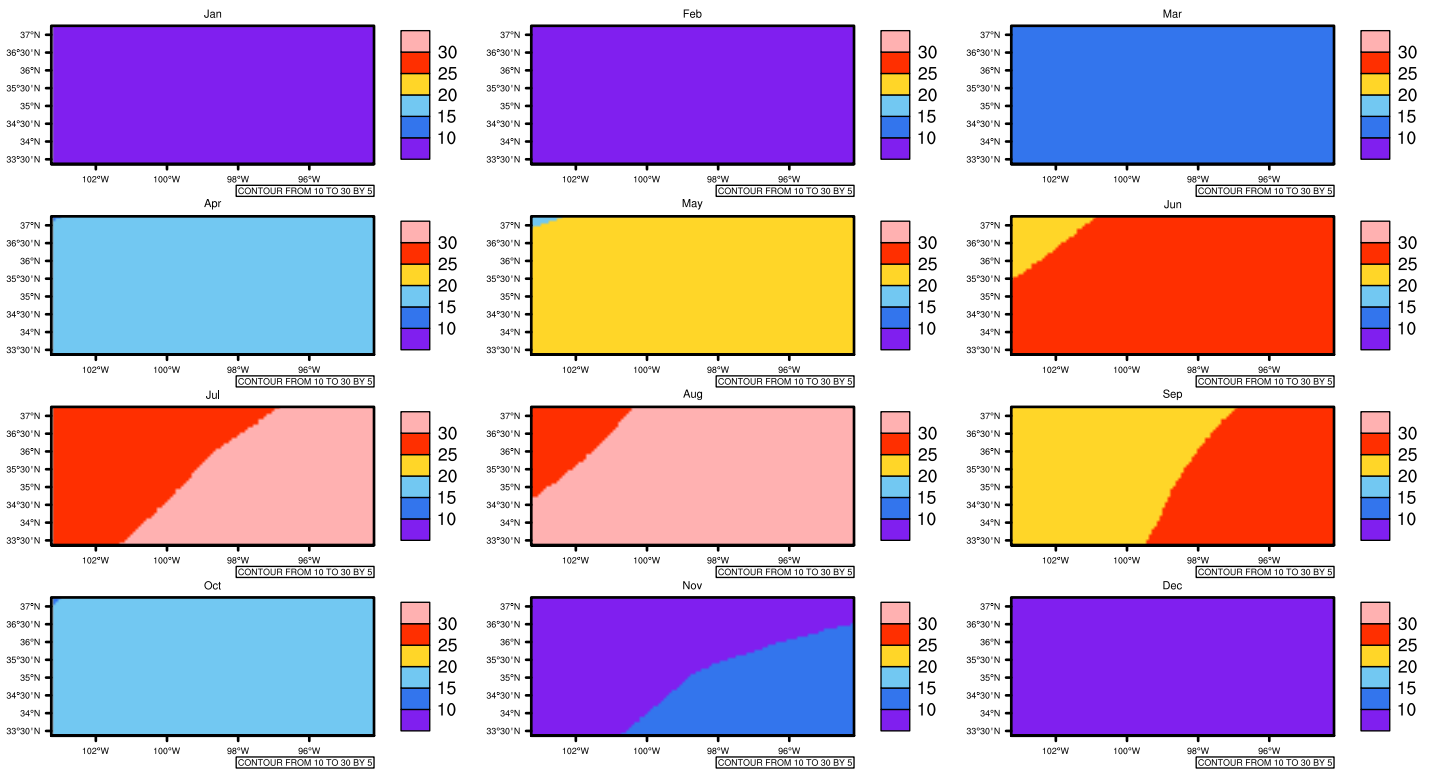 Jan Feb Mar
37°N 37°N 37°N
36°30'N 30 36°30'N 30 36°30'N 30
36°N 25 36°N 25 36°N 25
35°30'N 20 35°30'N 20 35°30'N 20
35°N 15 35°N 15 35°N 15
34°30'N 34°30'N 34°30'N
34°N 10 34°N 10 34°N 10
33°30'N 33°30'N 33°30'N
102°W 100°W 98°W 96°W 102°W 100°W 98°W 96°W 102°W 100°W 98°W 96°W
CONTOUR FROM 10 TO 30 BY 5 CONTOUR FROM 10 TO 30 BY 5 CONTOUR FROM 10 TO 30 BY 5
Apr May Jun
37°N 37°N 37°N
36°30'N 30 36°30'N 30 36°30'N 30
36°N 25 36°N 25 36°N 25
35°30'N 20 35°30'N 20 35°30'N 20
35°N 15 35°N 15 35°N 15
34°30'N 34°30'N 34°30'N
34°N 10 34°N 10 34°N 10
33°30'N 33°30'N 33°30'N
102°W 100°W 98°W 96°W 102°W 100°W 98°W 96°W 102°W 100°W 98°W 96°W
CONTOUR FROM 10 TO 30 BY 5 CONTOUR FROM 10 TO 30 BY 5 CONTOUR FROM 10 TO 30 BY 5
Jul Aug Sep
37°N 37°N 37°N
36°30'N 30 36°30'N 30 36°30'N 30
36°N 25 36°N 25 36°N 25
35°30'N 20 35°30'N 20 35°30'N 20
35°N 15 35°N 15 35°N 15
34°30'N 34°30'N 34°30'N
34°N 10 34°N 10 34°N 10
33°30'N 33°30'N 33°30'N
102°W 100°W 98°W 96°W 102°W 100°W 98°W 96°W 102°W 100°W 98°W 96°W
CONTOUR FROM 10 TO 30 BY 5 CONTOUR FROM 10 TO 30 BY 5 CONTOUR FROM 10 TO 30 BY 5
Oct Nov Dec
37°N 37°N 37°N
36°30'N 30 36°30'N 30 36°30'N 30
36°N 25 36°N 25 36°N 25
35°30'N 20 35°30'N 20 35°30'N 20
35°N 15 35°N 15 35°N 15
34°30'N 34°30'N 34°30'N
34°N 10 34°N 10 34°N 10
33°30'N 33°30'N 33°30'N
102°W 100°W 98°W 96°W 102°W 100°W 98°W 96°W 102°W 100°W 98°W 96°W
CONTOUR FROM 10 TO 30 BY 5 CONTOUR FROM 10 TO 30 BY 5 CONTOUR FROM 10 TO 30 BY 5